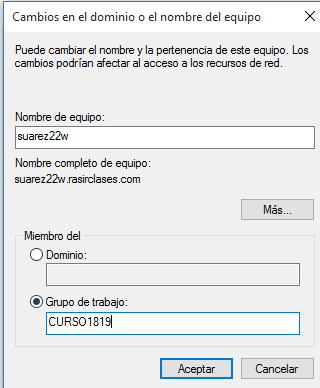 Cambios en el dominio o el nombre del equipo
Puede cambiar el nombre y la pertenencia de este equipo. Los
cambios podrían afectar al acceso a los recursos de red.
Nombre de equipo:
suarez22w
Nombre completo de equipo:
suarez22w.rasirclases.com
Más...
Miembro del
Dominio:
Grupo de trabajo:
CURSO1819
Aceptar
Cancelar